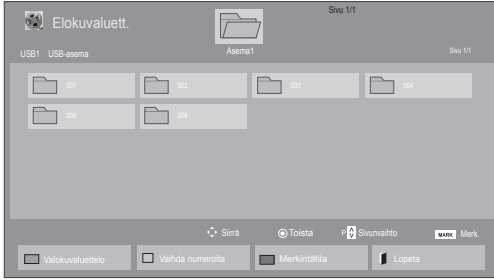 Sivu 1/1
Elokuvaluett.
Asema1
USB1 USB-asema
Sivu 1/1
001 002 003 004
005 006
Siirrä Toista P Sivunvaihto MARK Merk.
Valokuvaluettelo Vaihda numeroita Merkintätila Lopeta